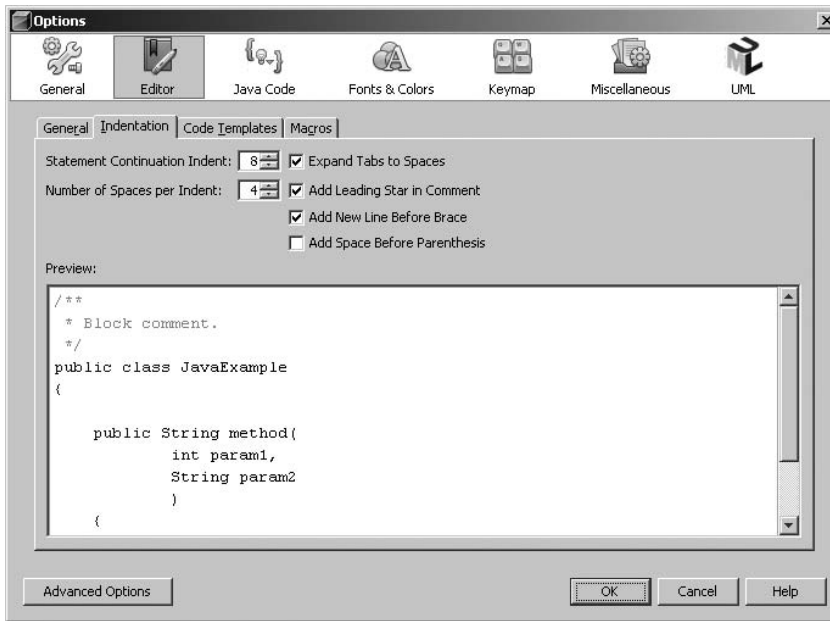 Options
General Editor Java Code Fonts & Colors Keymap Miscellaneous UML
General Indentation Code Templates Macros
Statement Continuation Indent: 8 Expand Tabs to Spaces
Number of Spaces per Indent: 4 Add Leading Star in Comment
Add New Line Before Brace
Add Space Before Parenthesis
Preview:
/**
 * Block comment.
 */
public class JavaExample
{
    public String method(
            int param1,
            String param2
            )
    {
Advanced Options OK Cancel Help